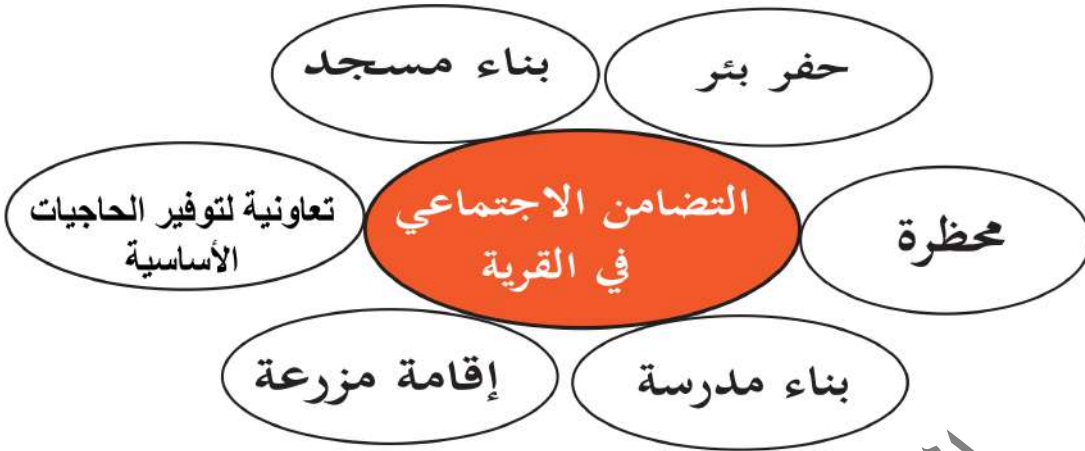 حفر بئر
بناء مسجد
التضامن الاجتماعي
في القرية
محظرة
تعاونية لتوفير الحاجيات
الأساسية
بناء مدرسة
إقامة مزرعة